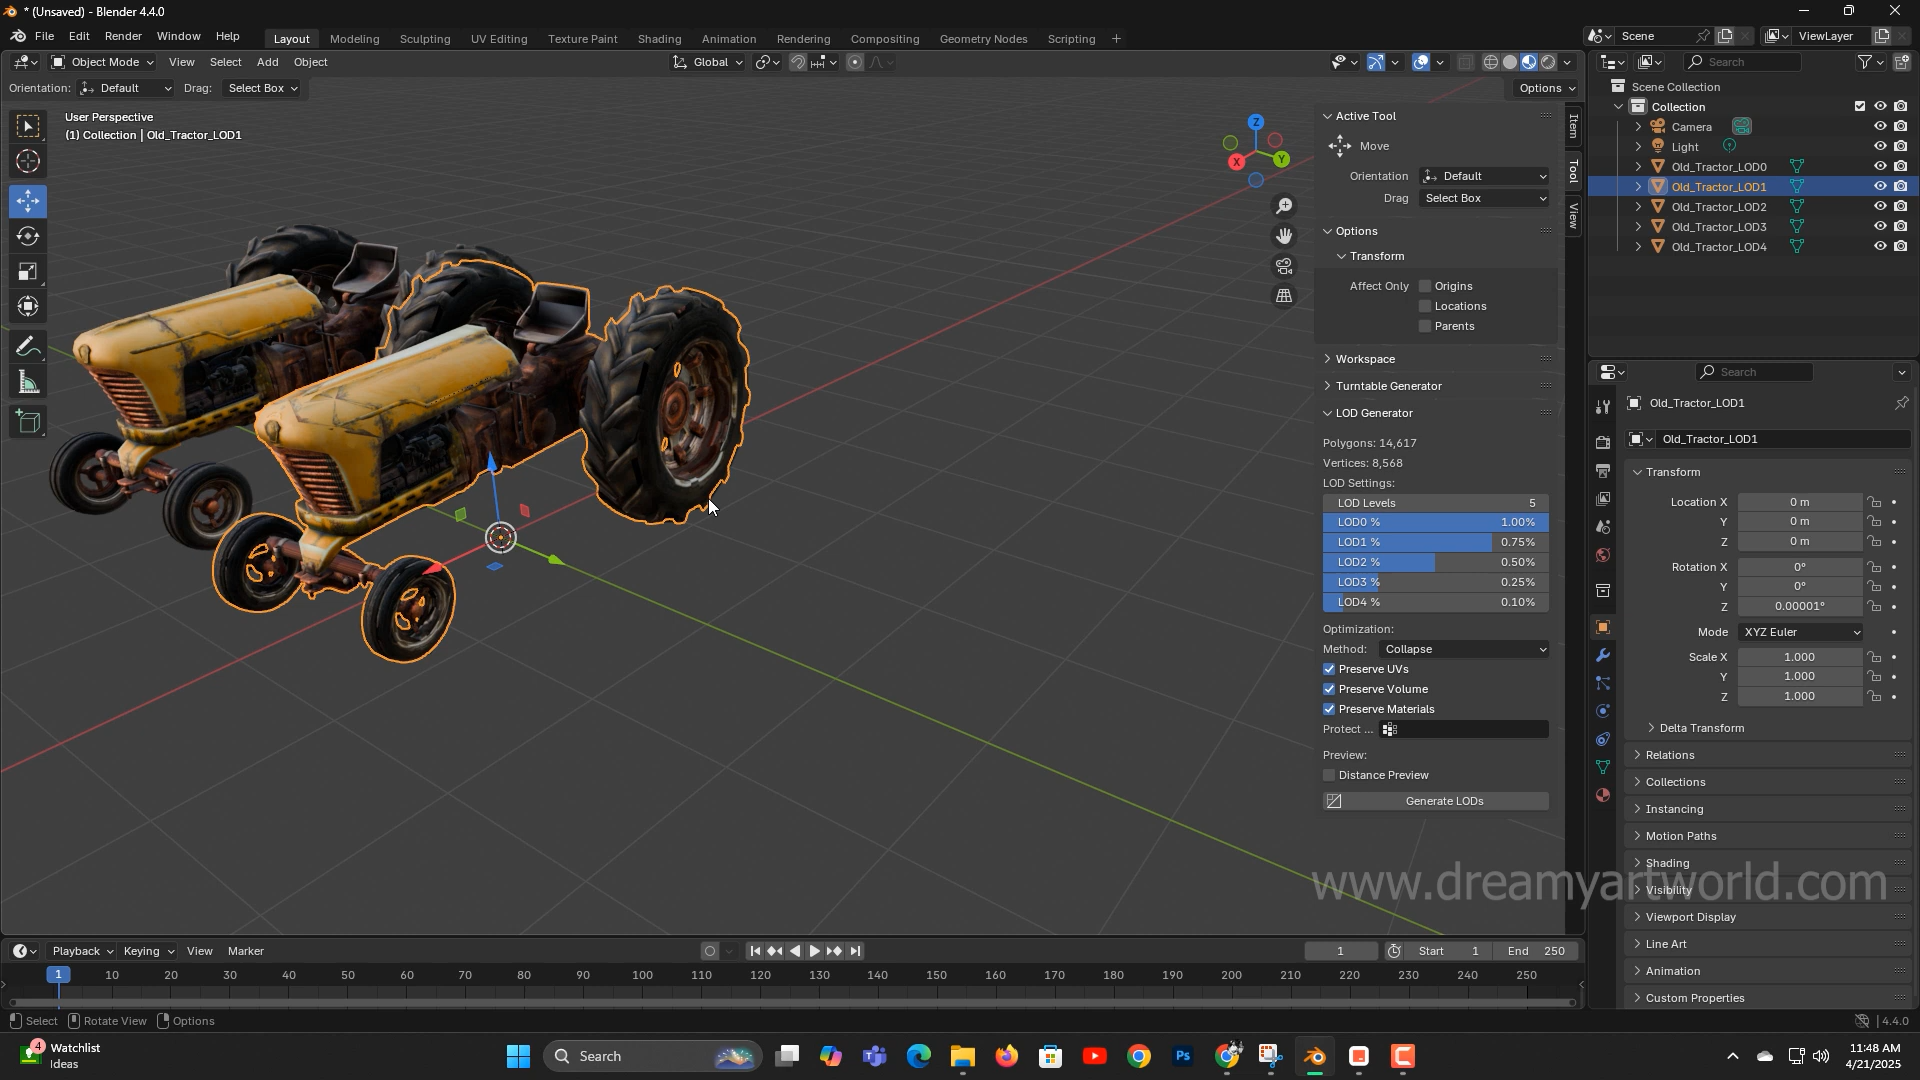 * (Unsaved) - Blender 4.4.0
File Edit Render Window Help
Layout Modeling Sculpting UV Editing Texture Paint Shading Animation Rendering Compositing Geometry Nodes Scripting +
Scene
ViewLayer
Object Mode View Select Add Object
Global
Search
Orientation: Default Drag: Select Box
Options
User Perspective
(1) Collection | Old_Tractor_LOD1
Z
X
Y
Active Tool
Move
Orientation Default
Drag Select Box
Options
Transform
Affect Only Origins
Locations
Parents
Workspace
Turntable Generator
LOD Generator
Polygons: 14,617
Vertices: 8,568
LOD Settings:
LOD Levels 5
LOD0 % 1.00%
LOD1 % 0.75%
LOD2 % 0.50%
LOD3 % 0.25%
LOD4 % 0.10%
Optimization:
Method: Collapse
Preserve UVs
Preserve Volume
Preserve Materials
Protect ...
Preview:
Distance Preview
Generate LODs
Item
Tool
View
Scene Collection
Collection
Camera
Light
Old_Tractor_LOD0
Old_Tractor_LOD1
Old_Tractor_LOD2
Old_Tractor_LOD3
Old_Tractor_LOD4
Search
Old_Tractor_LOD1
Old_Tractor_LOD1
Transform
Location X 0 m
Y 0 m
Z 0 m
Rotation X 0°
Y 0°
Z 0.00001°
Mode XYZ Euler
Scale X 1.000
Y 1.000
Z 1.000
Delta Transform
Relations
Collections
Instancing
Motion Paths
Shading
Visibility
Viewport Display
Line Art
Animation
Custom Properties
www.dreamyartworld.com
Playback Keying View Marker
1 Start 1 End 250
1 10 20 30 40 50 60 70 80 90 100 110 120 130 140 150 160 170 180 190 200 210 220 230 240 250
Select Rotate View Options
4.4.0
4
Watchlist
Ideas
Search
Ps
11:48 AM
4/21/2025